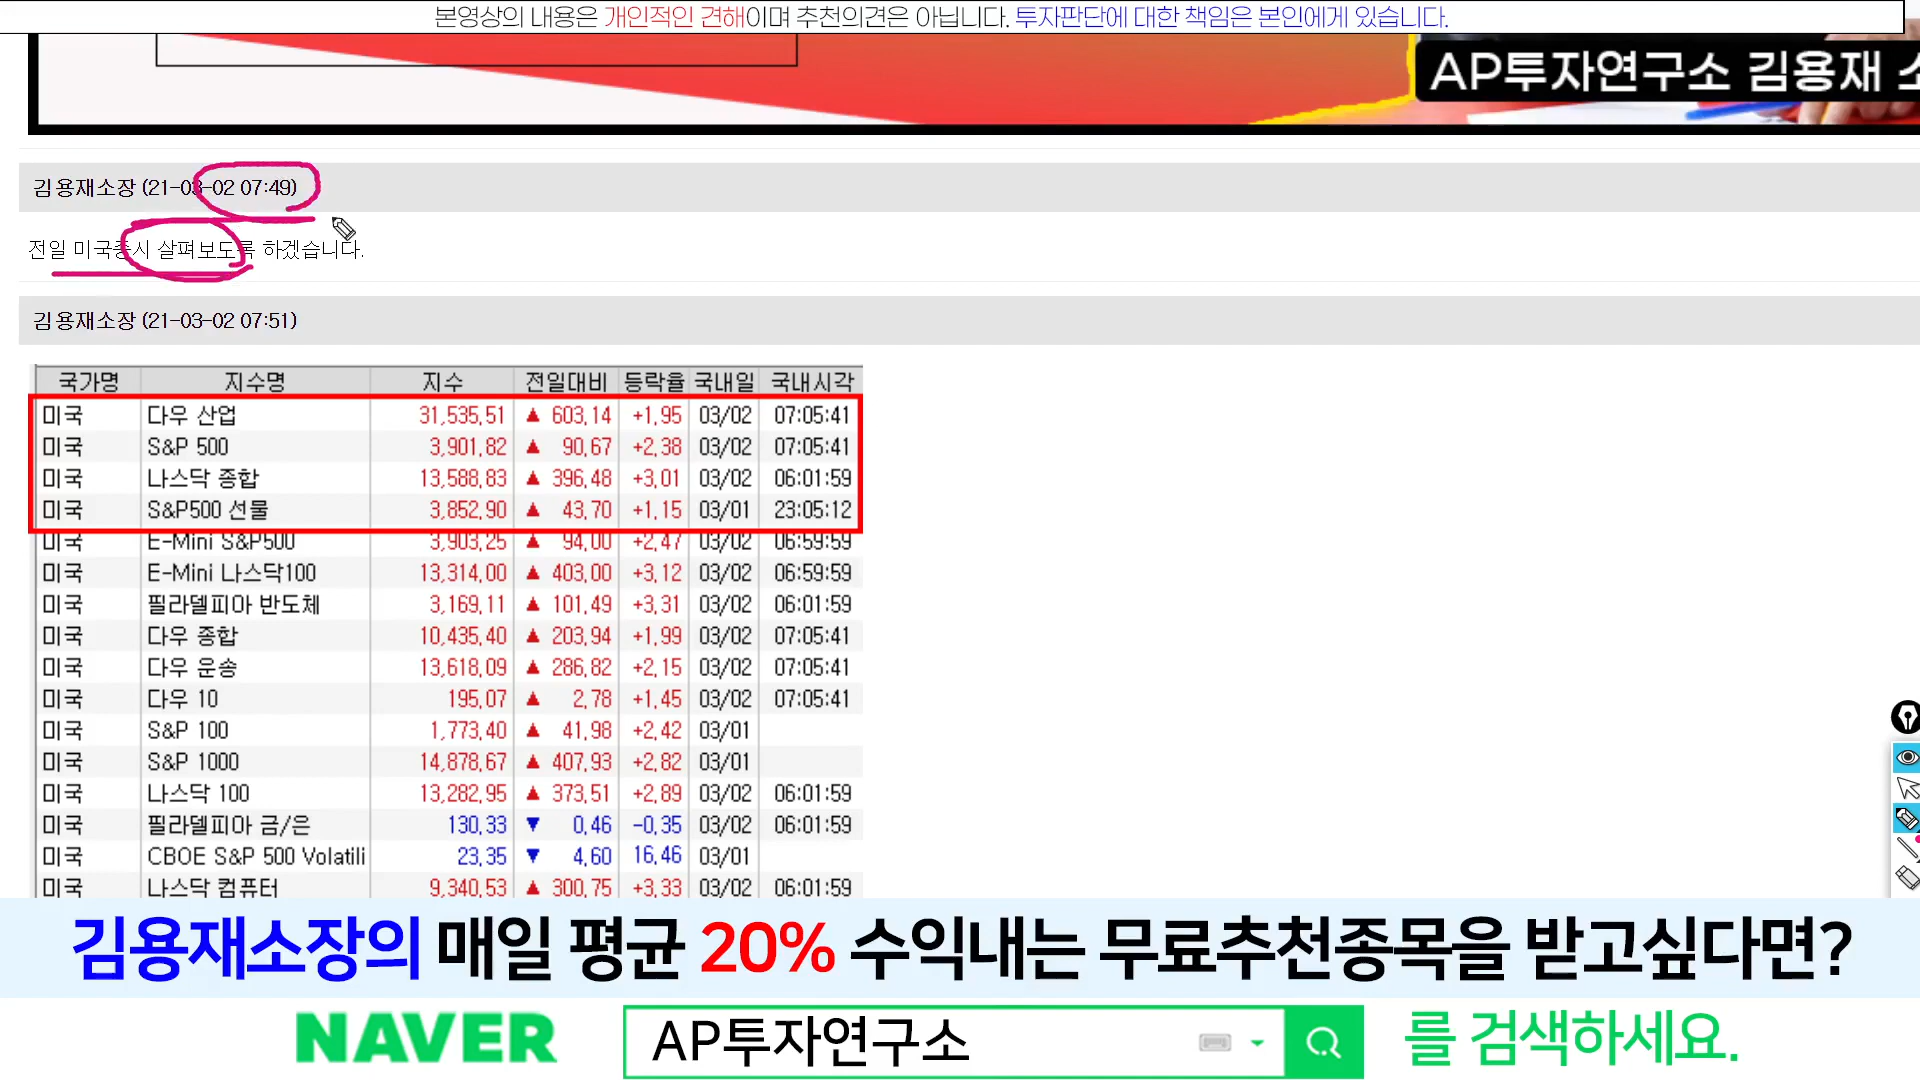 본영상의 내용은 개인적인 견해이며 추천의견은 아닙니다. 투자판단에 대한 책임은 본인에게 있습니다.
AP투자연구소 김용재 소
김용재소장 (21-03-02 07:49)
전일 미국증시 살펴보도록 하겠습니다.
김용재소장 (21-03-02 07:51)
국가명 지수명 지수 전일대비 등락율 국내일 국내시각
미국 다우 산업 31,535,51 ▲ 603,14 +1,95 03/02 07:05:41
미국 S&P 500 3,901,82 ▲ 90,67 +2,38 03/02 07:05:41
미국 나스닥 종합 13,588,83 ▲ 396,48 +3,01 03/02 06:01:59
미국 S&P500 선물 3,852,90 ▲ 43,70 +1,15 03/01 23:05:12
미국 E-Mini S&P500 3,903,25 ▲ 94,00 +2,47 03/02 06:59:59
미국 E-Mini 나스닥100 13,314,00 ▲ 403,00 +3,12 03/02 06:59:59
미국 필라델피아 반도체 3,169,11 ▲ 101,49 +3,31 03/02 06:01:59
미국 다우 종합 10,435,40 ▲ 203,94 +1,99 03/02 07:05:41
미국 다우 운송 13,618,09 ▲ 286,82 +2,15 03/02 07:05:41
미국 다우 10 195,07 ▲ 2,78 +1,45 03/02 07:05:41
미국 S&P 100 1,773,40 ▲ 41,98 +2,42 03/01
미국 S&P 1000 14,878,67 ▲ 407,93 +2,82 03/01
미국 나스닥 100 13,282,95 ▲ 373,51 +2,89 03/02 06:01:59
미국 필라델피아 금/은 130,33 ▼ 0,46 -0,35 03/02 06:01:59
미국 CBOE S&P 500 Volatili 23,35 ▼ 4,60 16,46 03/01
미국 나스닥 컴퓨터 9,340,53 ▲ 300,75 +3,33 03/02 06:01:59
김용재소장의 매일 평균 20% 수익내는 무료추천종목을 받고싶다면?
NAVER AP투자연구소 를 검색하세요.